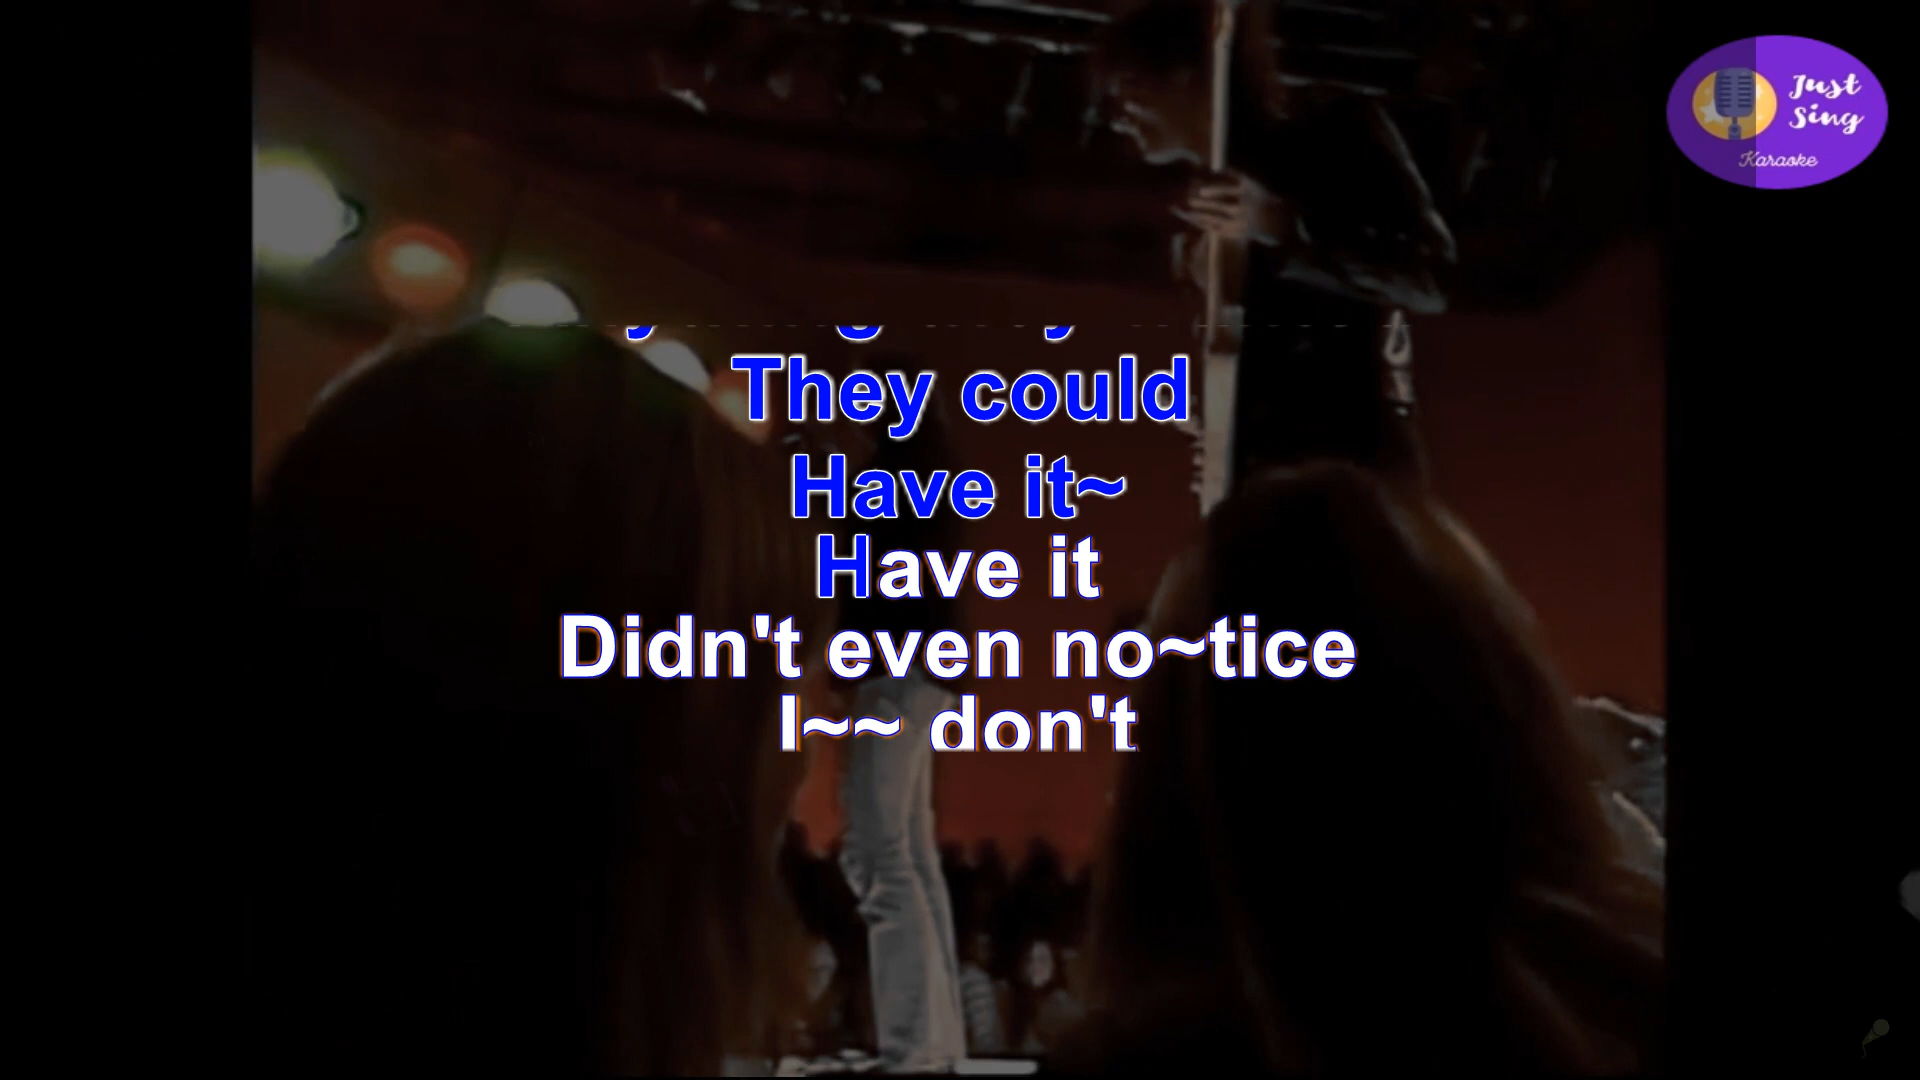 Just
Sing
Karaoke
They could
Have it~
Have it
Didn't even no~tice
I~~ don't